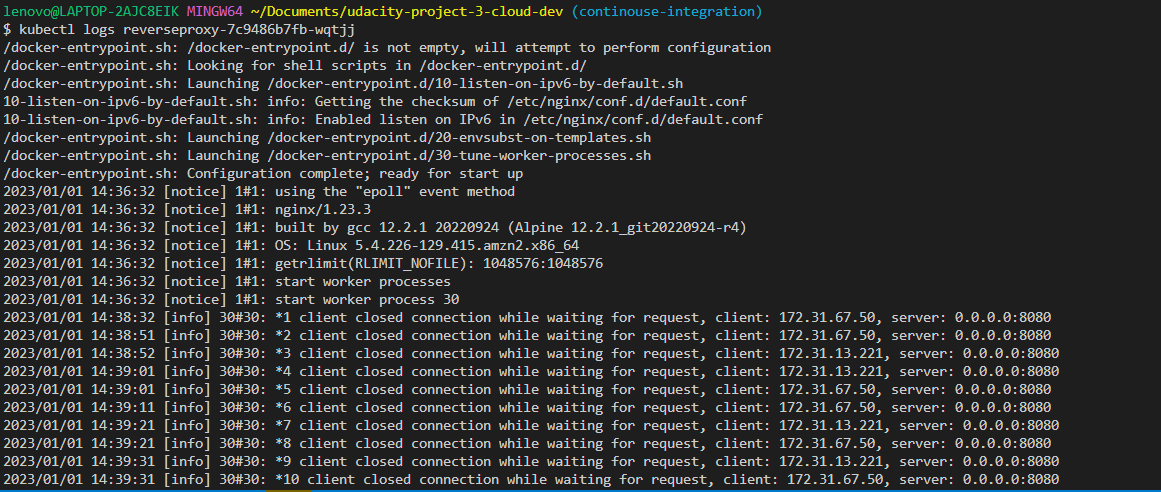 lenovo@LAPTOP-2AJC8EIK MINGW64 ~/Documents/udacity-project-3-cloud-dev (continouse-integration)
$ kubectl logs reverseproxy-7c9486b7fb-wqtjj
/docker-entrypoint.sh: /docker-entrypoint.d/ is not empty, will attempt to perform configuration
/docker-entrypoint.sh: Looking for shell scripts in /docker-entrypoint.d/
/docker-entrypoint.sh: Launching /docker-entrypoint.d/10-listen-on-ipv6-by-default.sh
10-listen-on-ipv6-by-default.sh: info: Getting the checksum of /etc/nginx/conf.d/default.conf
10-listen-on-ipv6-by-default.sh: info: Enabled listen on IPv6 in /etc/nginx/conf.d/default.conf
/docker-entrypoint.sh: Launching /docker-entrypoint.d/20-envsubst-on-templates.sh
/docker-entrypoint.sh: Launching /docker-entrypoint.d/30-tune-worker-processes.sh
/docker-entrypoint.sh: Configuration complete; ready for start up
2023/01/01 14:36:32 [notice] 1#1: using the "epoll" event method
2023/01/01 14:36:32 [notice] 1#1: nginx/1.23.3
2023/01/01 14:36:32 [notice] 1#1: built by gcc 12.2.1 20220924 (Alpine 12.2.1_git20220924-r4)
2023/01/01 14:36:32 [notice] 1#1: OS: Linux 5.4.226-129.415.amzn2.x86_64
2023/01/01 14:36:32 [notice] 1#1: getrlimit(RLIMIT_NOFILE): 1048576:1048576
2023/01/01 14:36:32 [notice] 1#1: start worker processes
2023/01/01 14:36:32 [notice] 1#1: start worker process 30
2023/01/01 14:38:32 [info] 30#30: *1 client closed connection while waiting for request, client: 172.31.67.50, server: 0.0.0.0:8080
2023/01/01 14:38:51 [info] 30#30: *2 client closed connection while waiting for request, client: 172.31.67.50, server: 0.0.0.0:8080
2023/01/01 14:38:52 [info] 30#30: *3 client closed connection while waiting for request, client: 172.31.13.221, server: 0.0.0.0:8080
2023/01/01 14:39:01 [info] 30#30: *4 client closed connection while waiting for request, client: 172.31.13.221, server: 0.0.0.0:8080
2023/01/01 14:39:01 [info] 30#30: *5 client closed connection while waiting for request, client: 172.31.67.50, server: 0.0.0.0:8080
2023/01/01 14:39:11 [info] 30#30: *6 client closed connection while waiting for request, client: 172.31.67.50, server: 0.0.0.0:8080
2023/01/01 14:39:21 [info] 30#30: *7 client closed connection while waiting for request, client: 172.31.13.221, server: 0.0.0.0:8080
2023/01/01 14:39:21 [info] 30#30: *8 client closed connection while waiting for request, client: 172.31.67.50, server: 0.0.0.0:8080
2023/01/01 14:39:31 [info] 30#30: *9 client closed connection while waiting for request, client: 172.31.13.221, server: 0.0.0.0:8080
2023/01/01 14:39:31 [info] 30#30: *10 client closed connection while waiting for request, client: 172.31.67.50, server: 0.0.0.0:8080